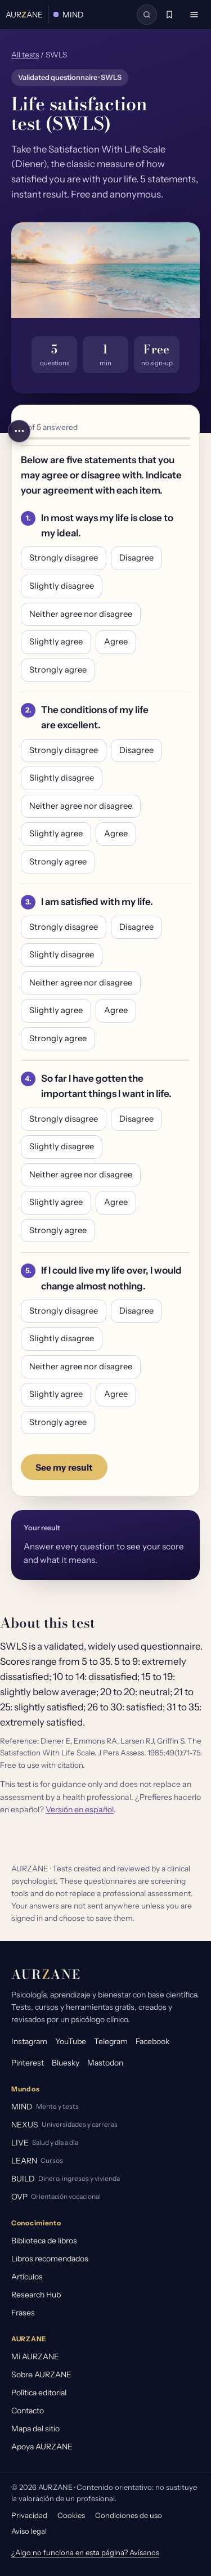 AURZANE MIND
All tests / SWLS
Validated questionnaire · SWLS
Life satisfaction
test (SWLS)
Take the Satisfaction With Life Scale
(Diener), the classic measure of how
satisfied you are with your life. 5 statements,
instant result. Free and anonymous.
5
questions
1
min
Free
no sign-up
of 5 answered
Below are five statements that you
may agree or disagree with. Indicate
your agreement with each item.
1. In most ways my life is close to
my ideal.
Strongly disagree Disagree
Slightly disagree
Neither agree nor disagree
Slightly agree Agree
Strongly agree
2. The conditions of my life
are excellent.
Strongly disagree Disagree
Slightly disagree
Neither agree nor disagree
Slightly agree Agree
Strongly agree
3. I am satisfied with my life.
Strongly disagree Disagree
Slightly disagree
Neither agree nor disagree
Slightly agree Agree
Strongly agree
4. So far I have gotten the
important things I want in life.
Strongly disagree Disagree
Slightly disagree
Neither agree nor disagree
Slightly agree Agree
Strongly agree
5. If I could live my life over, I would
change almost nothing.
Strongly disagree Disagree
Slightly disagree
Neither agree nor disagree
Slightly agree Agree
Strongly agree
See my result
Your result
Answer every question to see your score
and what it means.
About this test
SWLS is a validated, widely used questionnaire.
Scores range from 5 to 35. 5 to 9: extremely
dissatisfied; 10 to 14: dissatisfied; 15 to 19:
slightly below average; 20 to 20: neutral; 21 to
25: slightly satisfied; 26 to 30: satisfied; 31 to 35:
extremely satisfied.
Reference: Diener E, Emmons RA, Larsen RJ, Griffin S. The
Satisfaction With Life Scale. J Pers Assess. 1985;49(1):71-75.
Free to use with citation.
This test is for guidance only and does not replace an
assessment by a health professional. ¿Prefieres hacerlo
en español? Versión en español.
AURZANE · Tests created and reviewed by a clinical
psychologist. These questionnaires are screening
tools and do not replace a professional assessment.
Your answers are not sent anywhere unless you
sign in and choose to save them.
AURZANE
Psicología, aprendizaje y bienestar con base científica.
Tests, cursos y herramientas gratis, creados y
revisados por un psicólogo clínico.
Instagram YouTube Telegram Facebook
Pinterest Bluesky Mastodon
Mundos
MIND Mente y tests
NEXUS Universidades y carreras
LIVE Salud y día a día
LEARN Cursos
BUILD Dinero, ingresos y vivienda
OVP Orientación vocacional
Conocimiento
Biblioteca de libros
Libros recomendados
Artículos
Research Hub
Frases
AURZANE
Mi AURZANE
Sobre AURZANE
Política editorial
Contacto
Mapa del sitio
Apoya AURZANE
© 2026 AURZANE · Contenido orientativo: no sustituye
la valoración de un profesional.
Privacidad Cookies Condiciones de uso
Aviso legal
¿Algo no funciona en esta página? Avísanos